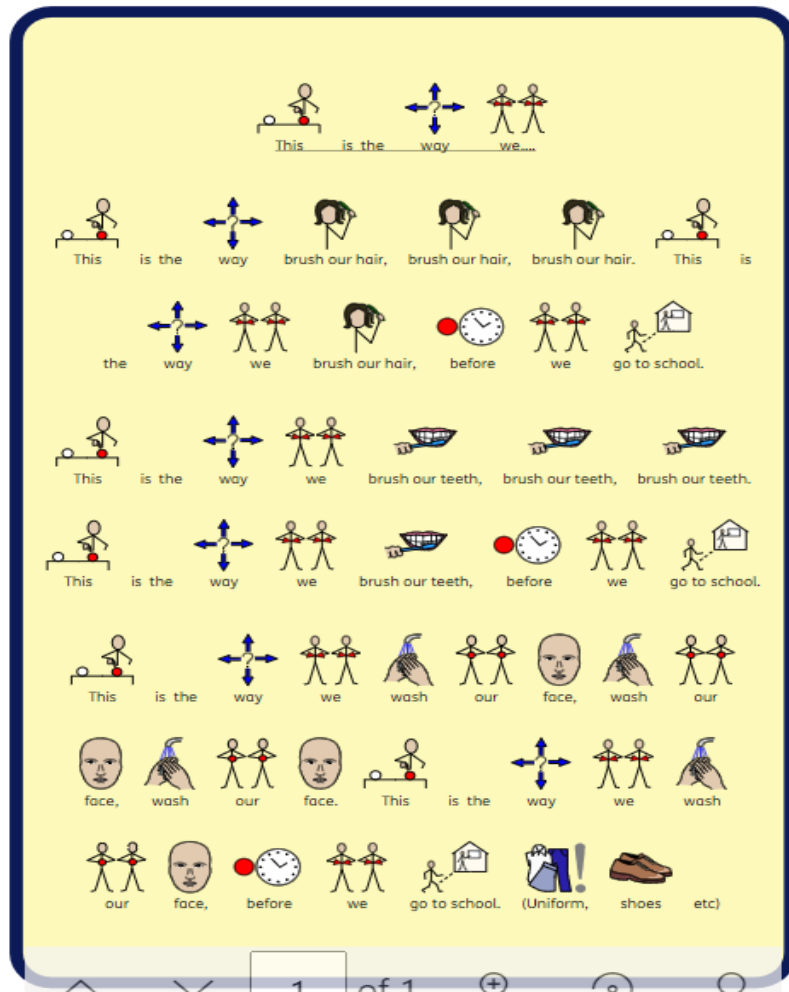 This is the way we....
This is the way brush our hair, brush our hair, brush our hair. This is
the way we brush our hair, before we go to school.
This is the way we brush our teeth, brush our teeth, brush our teeth.
This is the way we brush our teeth, before we go to school.
This is the way we wash our face, wash our
face, wash our face. This is the way we wash
our face, before we go to school. (Uniform, shoes etc)
1 of 1